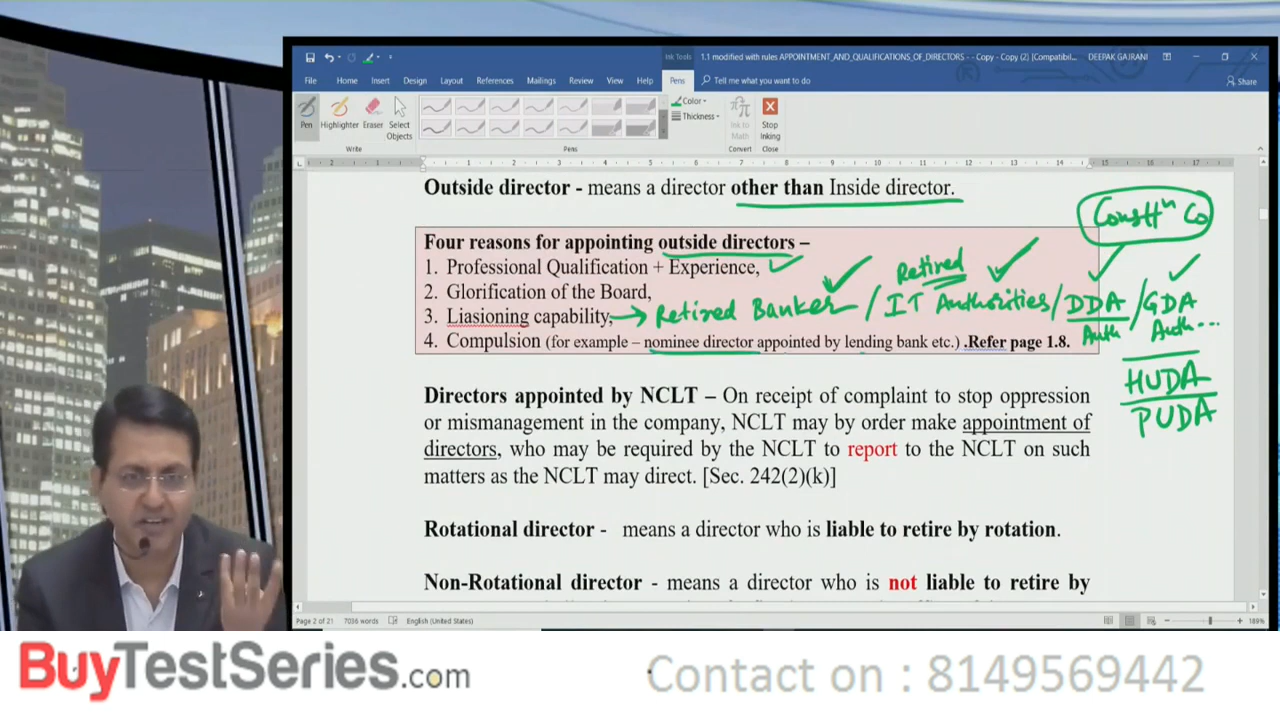 Ink Tools
1.1 modified with rules APPOINTMENT_AND_QUALIFICATIONS_OF_DIRECTORS - - Copy - Copy (2) [Compatibil... DEEPAK GAJRANI
File Home Insert Design Layout References Mailings Review View Help Pens Tell me what you want to do
Share
Color
Thickness
Pen Highlighter Eraser Select Objects
Ink to Math Stop Inking
Write Pens Convert Close
Outside director - means a director other than Inside director.
Constt^n Co
Four reasons for appointing outside directors –
1. Professional Qualification + Experience,
Retired
2. Glorification of the Board,
3. Liasioning capability, → Retired Banker / IT Authorities / DDA Auth / GDA Auth...
4. Compulsion (for example – nominee director appointed by lending bank etc.) .Refer page 1.8.
HUDA
PUDA
Directors appointed by NCLT – On receipt of complaint to stop oppression
or mismanagement in the company, NCLT may by order make appointment of
directors, who may be required by the NCLT to report to the NCLT on such
matters as the NCLT may direct. [Sec. 242(2)(k)]
Rotational director - means a director who is liable to retire by rotation.
Non-Rotational director - means a director who is not liable to retire by
Page 2 of 21 7036 words English (United States) 189%
BuyTestSeries.com
Contact on : 8149569442